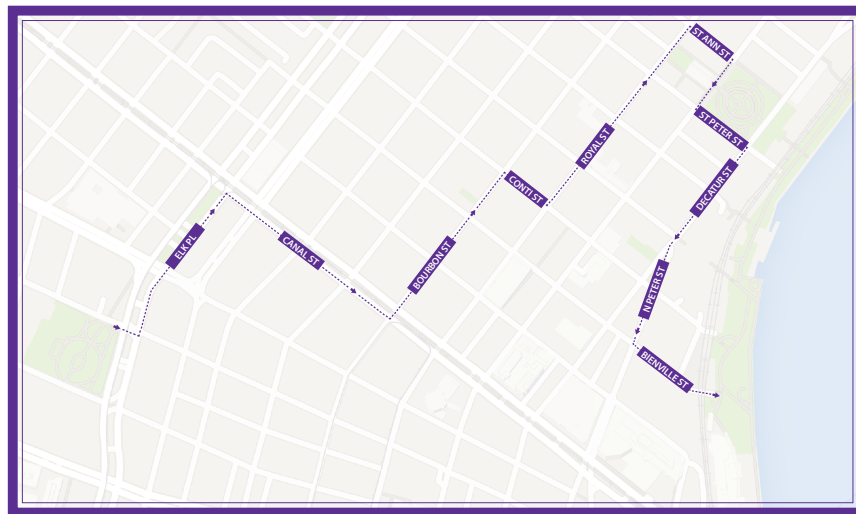 ST ANN ST
ST PETER ST
ROYAL ST
CONTI ST
DECATUR ST
ELK PL
CANAL ST
BOURBON ST
N PETER ST
BIENVILLE ST